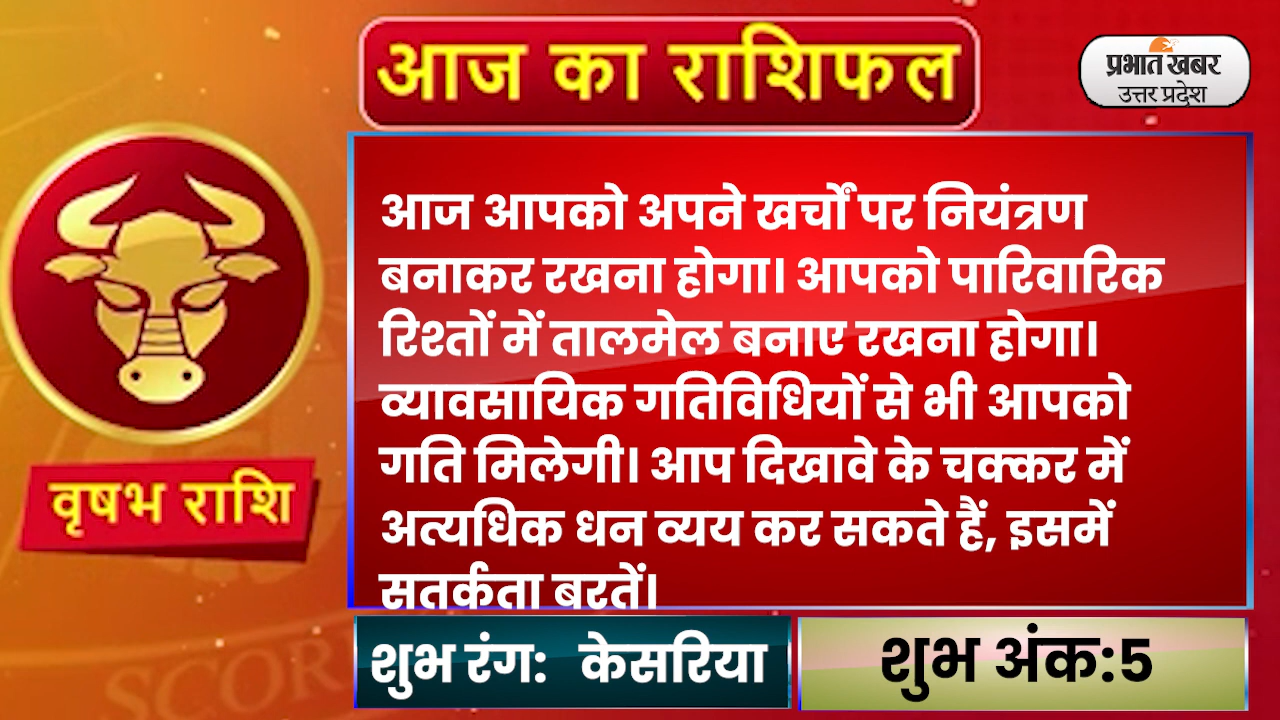 आज का राशिफल
प्रभात खबर
उत्तर प्रदेश
आज आपको अपने खर्चों पर नियंत्रण
बनाकर रखना होगा। आपको पारिवारिक
रिश्तों में तालमेल बनाए रखना होगा।
व्यावसायिक गतिविधियों से भी आपको
गति मिलेगी। आप दिखावे के चक्कर में
अत्यधिक धन व्यय कर सकते हैं, इसमें
सतर्कता बरतें।
वृषभ राशि
शुभ रंग: केसरिया
शुभ अंक:5
SCOR